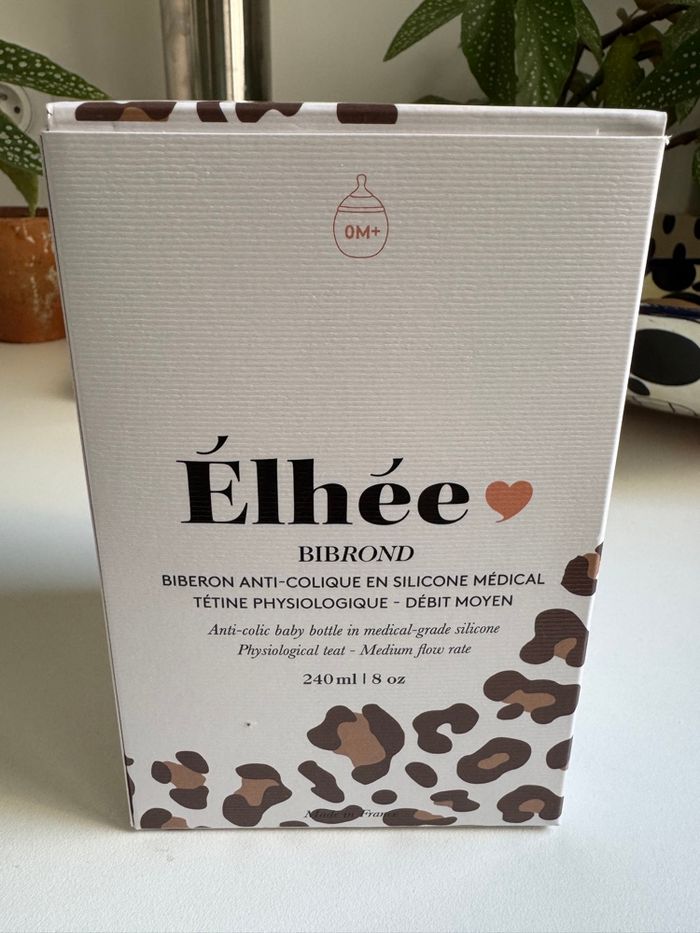 0M+
Élhée
BIBROND
BIBERON ANTI-COLIQUE EN SILICONE MÉDICAL
TÉTINE PHYSIOLOGIQUE - DÉBIT MOYEN
Anti-colic baby bottle in medical-grade silicone
Physiological teat - Medium flow rate
240 ml | 8 oz
Made in France